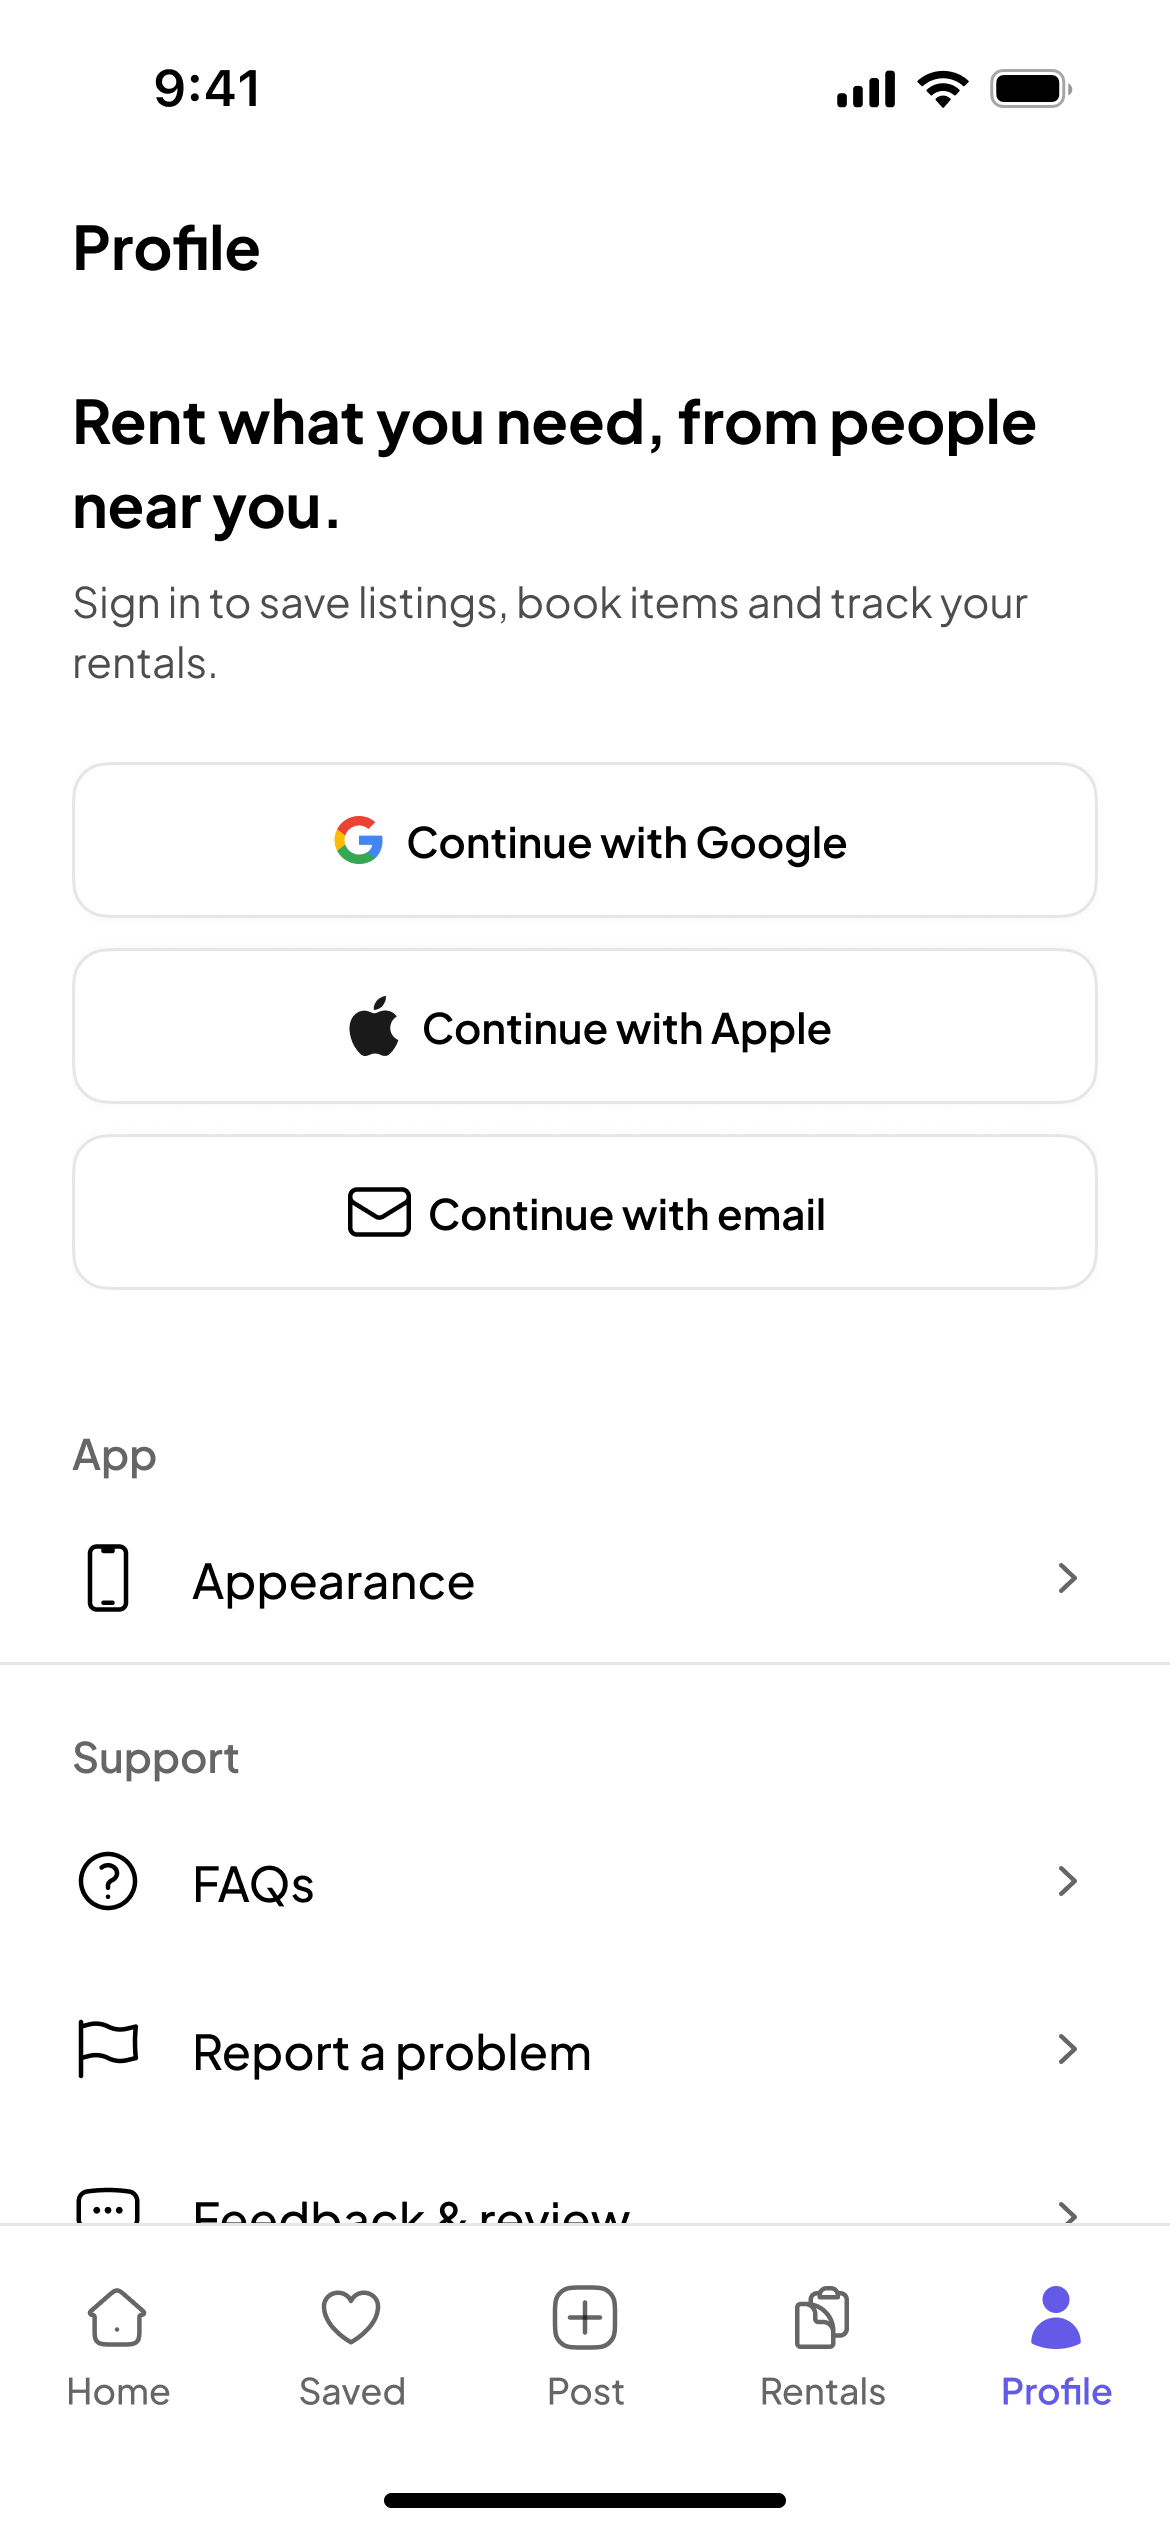 9:41
Profile
Rent what you need, from people
near you.
Sign in to save listings, book items and track your
rentals.
Continue with Google
Continue with Apple
Continue with email
App
Appearance
Support
FAQs
Report a problem
Feedback & review
Home
Saved
Post
Rentals
Profile